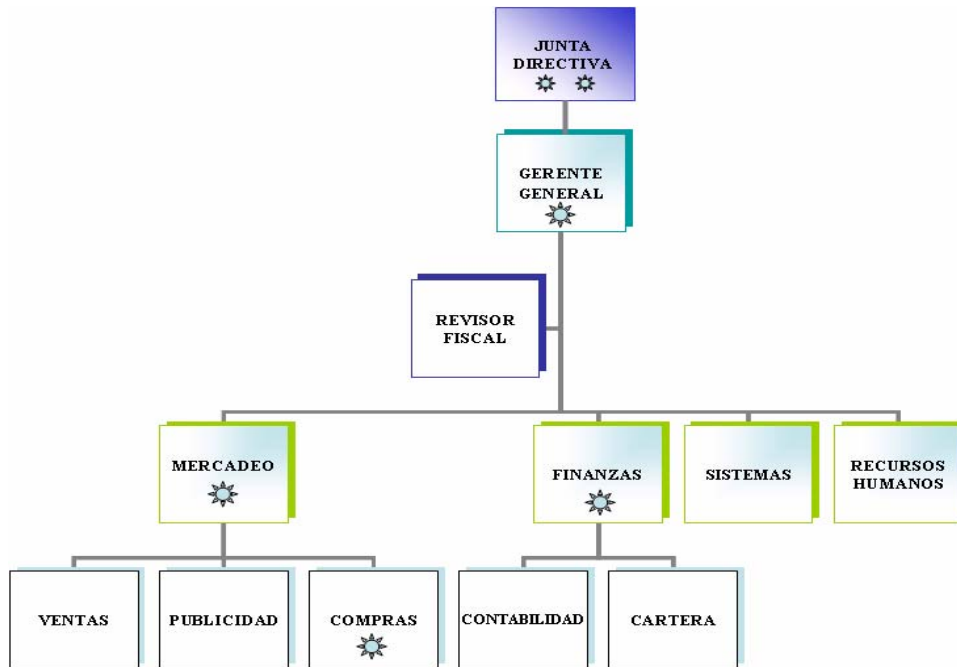 JUNTA
DIRECTIVA
GERENTE
GENERAL
REVISOR
FISCAL
MERCADEO
FINANZAS
SISTEMAS
RECURSOS
HUMANOS
VENTAS
PUBLICIDAD
COMPRAS
CONTABILIDAD
CARTERA